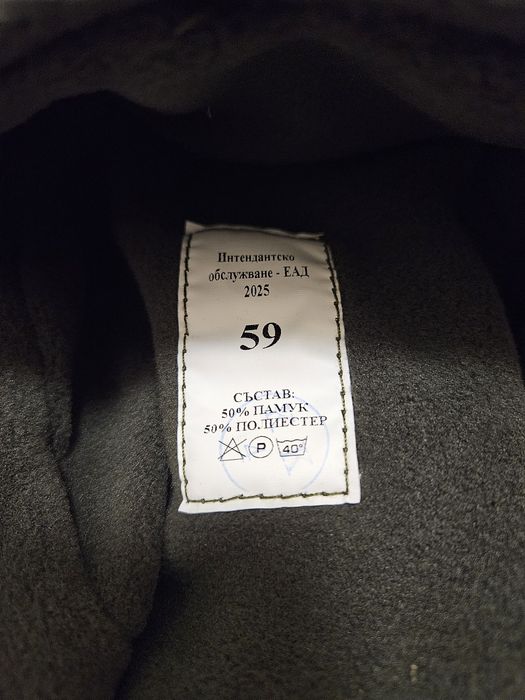 Интендантско
обслужване - ЕАД
2025
59
СЪСТАВ:
50% ПАМУК
50% ПОЛИЕСТЕР
P 40°